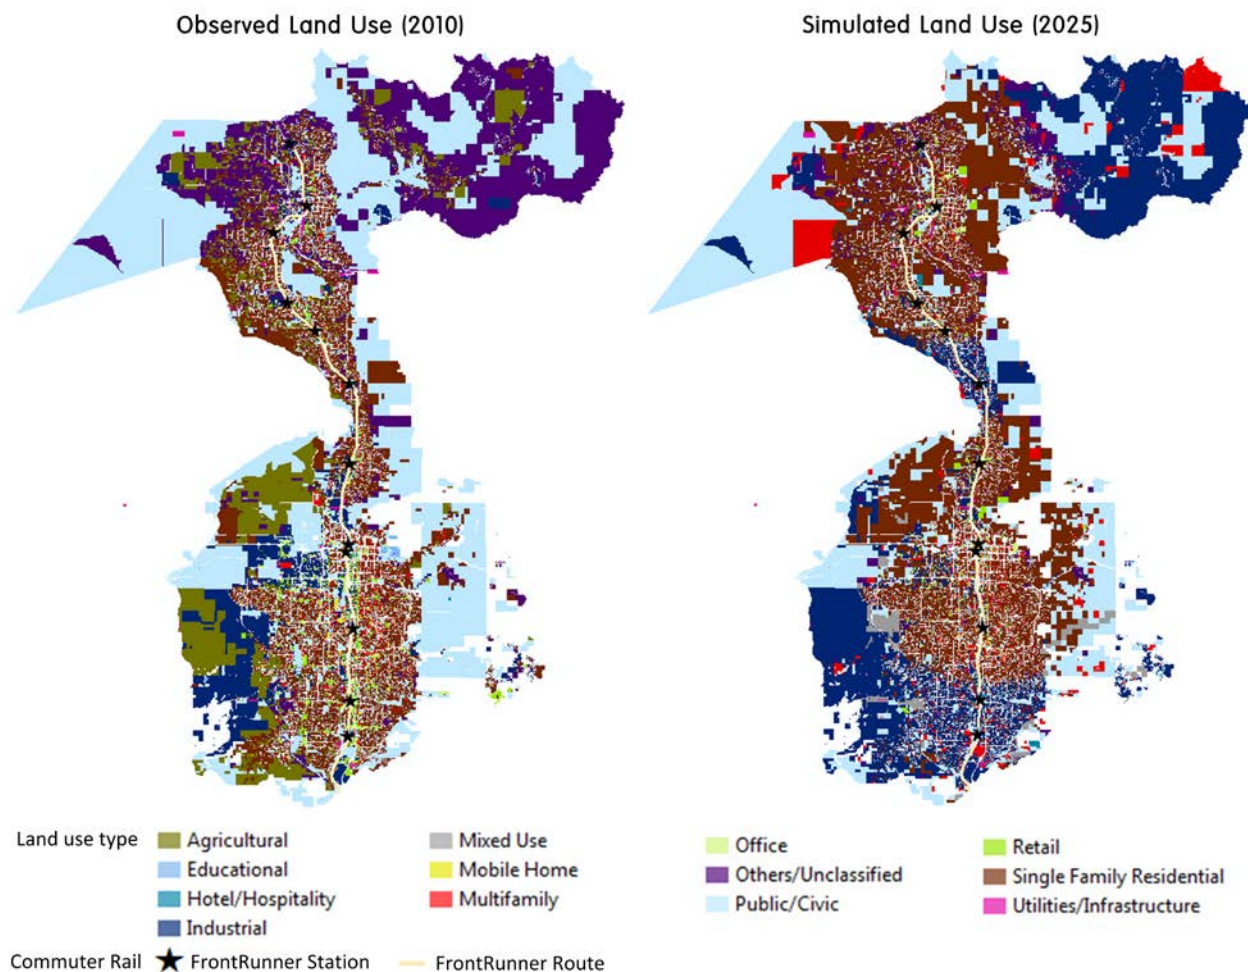 Observed Land Use (2010)
Simulated Land Use (2025)
Land use type
Agricultural
Educational
Hotel/Hospitality
Industrial
Mixed Use
Mobile Home
Multifamily
Office
Others/Unclassified
Public/Civic
Retail
Single Family Residential
Utilities/Infrastructure
Commuter Rail
FrontRunner Station
FrontRunner Route